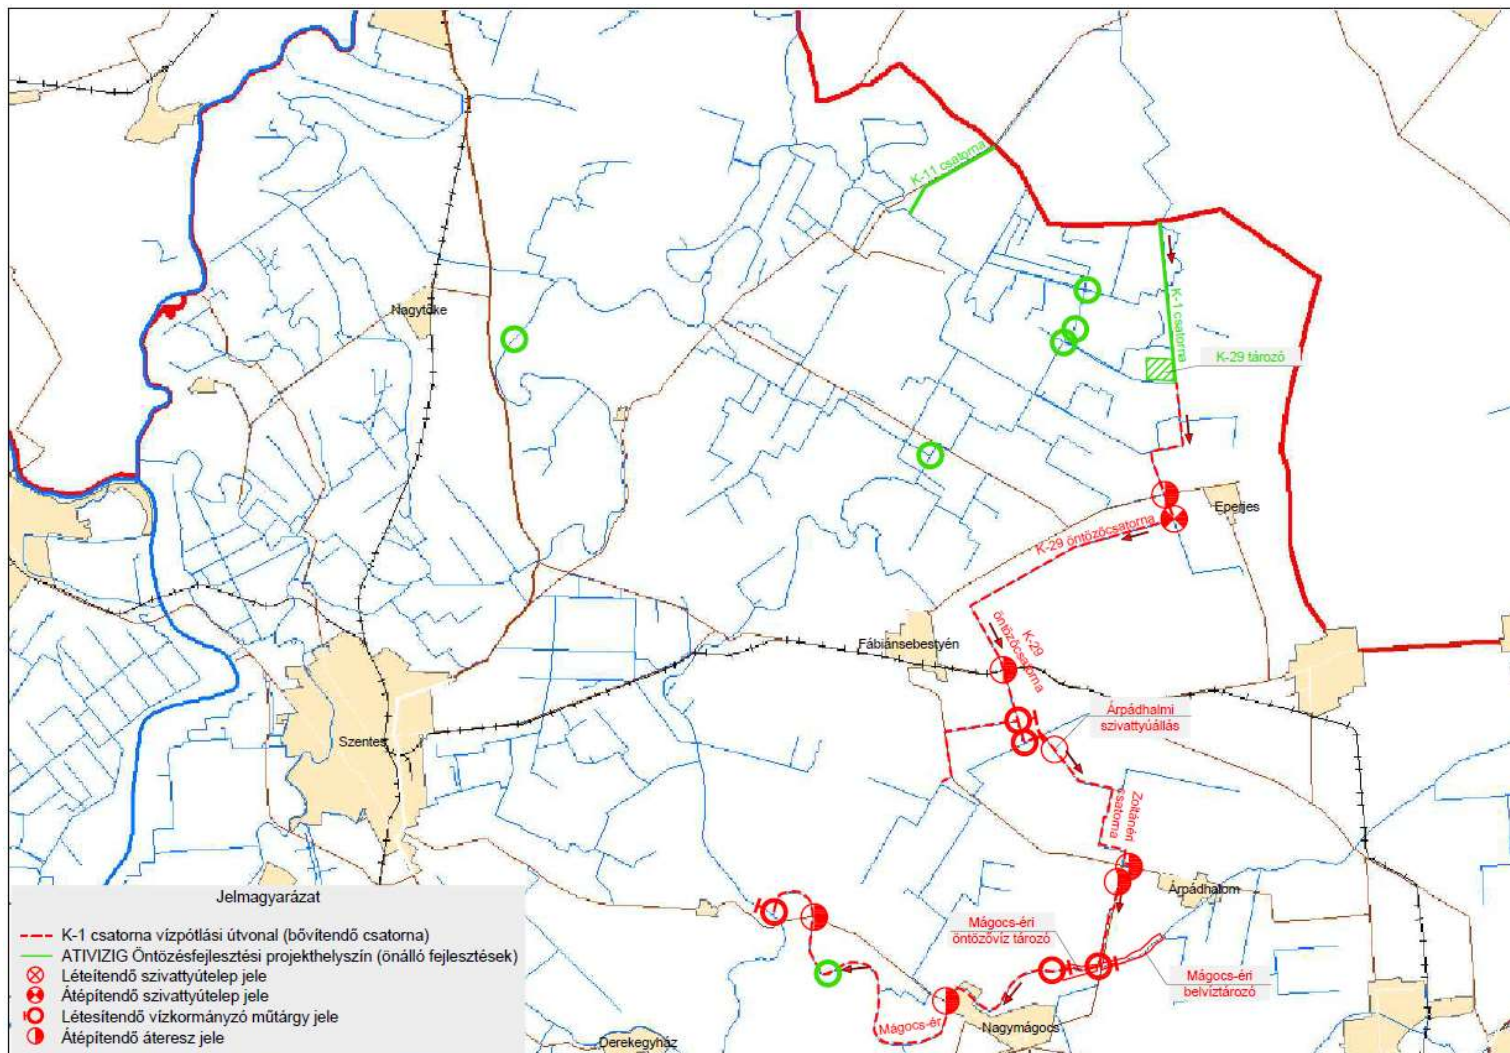 K-11 csatorna
K-1 csatorna
Nagytőke
K-29 tározó
Eperjes
K-29 öntözőcsatorna
K-29
öntözőcsatorna
Fábiánsebestyén
Árpádhalmi
szivattyúállás
Szentes
Zoltánéri
csatorna
Árpádhalom
Mágocs-éri
öntözővíz tározó
Mágocs-éri
belvíztározó
Mágocs-ér
Nagymágocs
Derekegyház
Jelmagyarázat
K-1 csatorna vízpótlási útvonal (bővítendő csatorna)
ATIVIZIG Öntözésfejlesztési projekthelyszín (önálló fejlesztések)
Léteítendő szivattyútelep jele
Átépítendő szivattyútelep jele
Létesítendő vízkormányzó műtárgy jele
Átépítendő áteresz jele